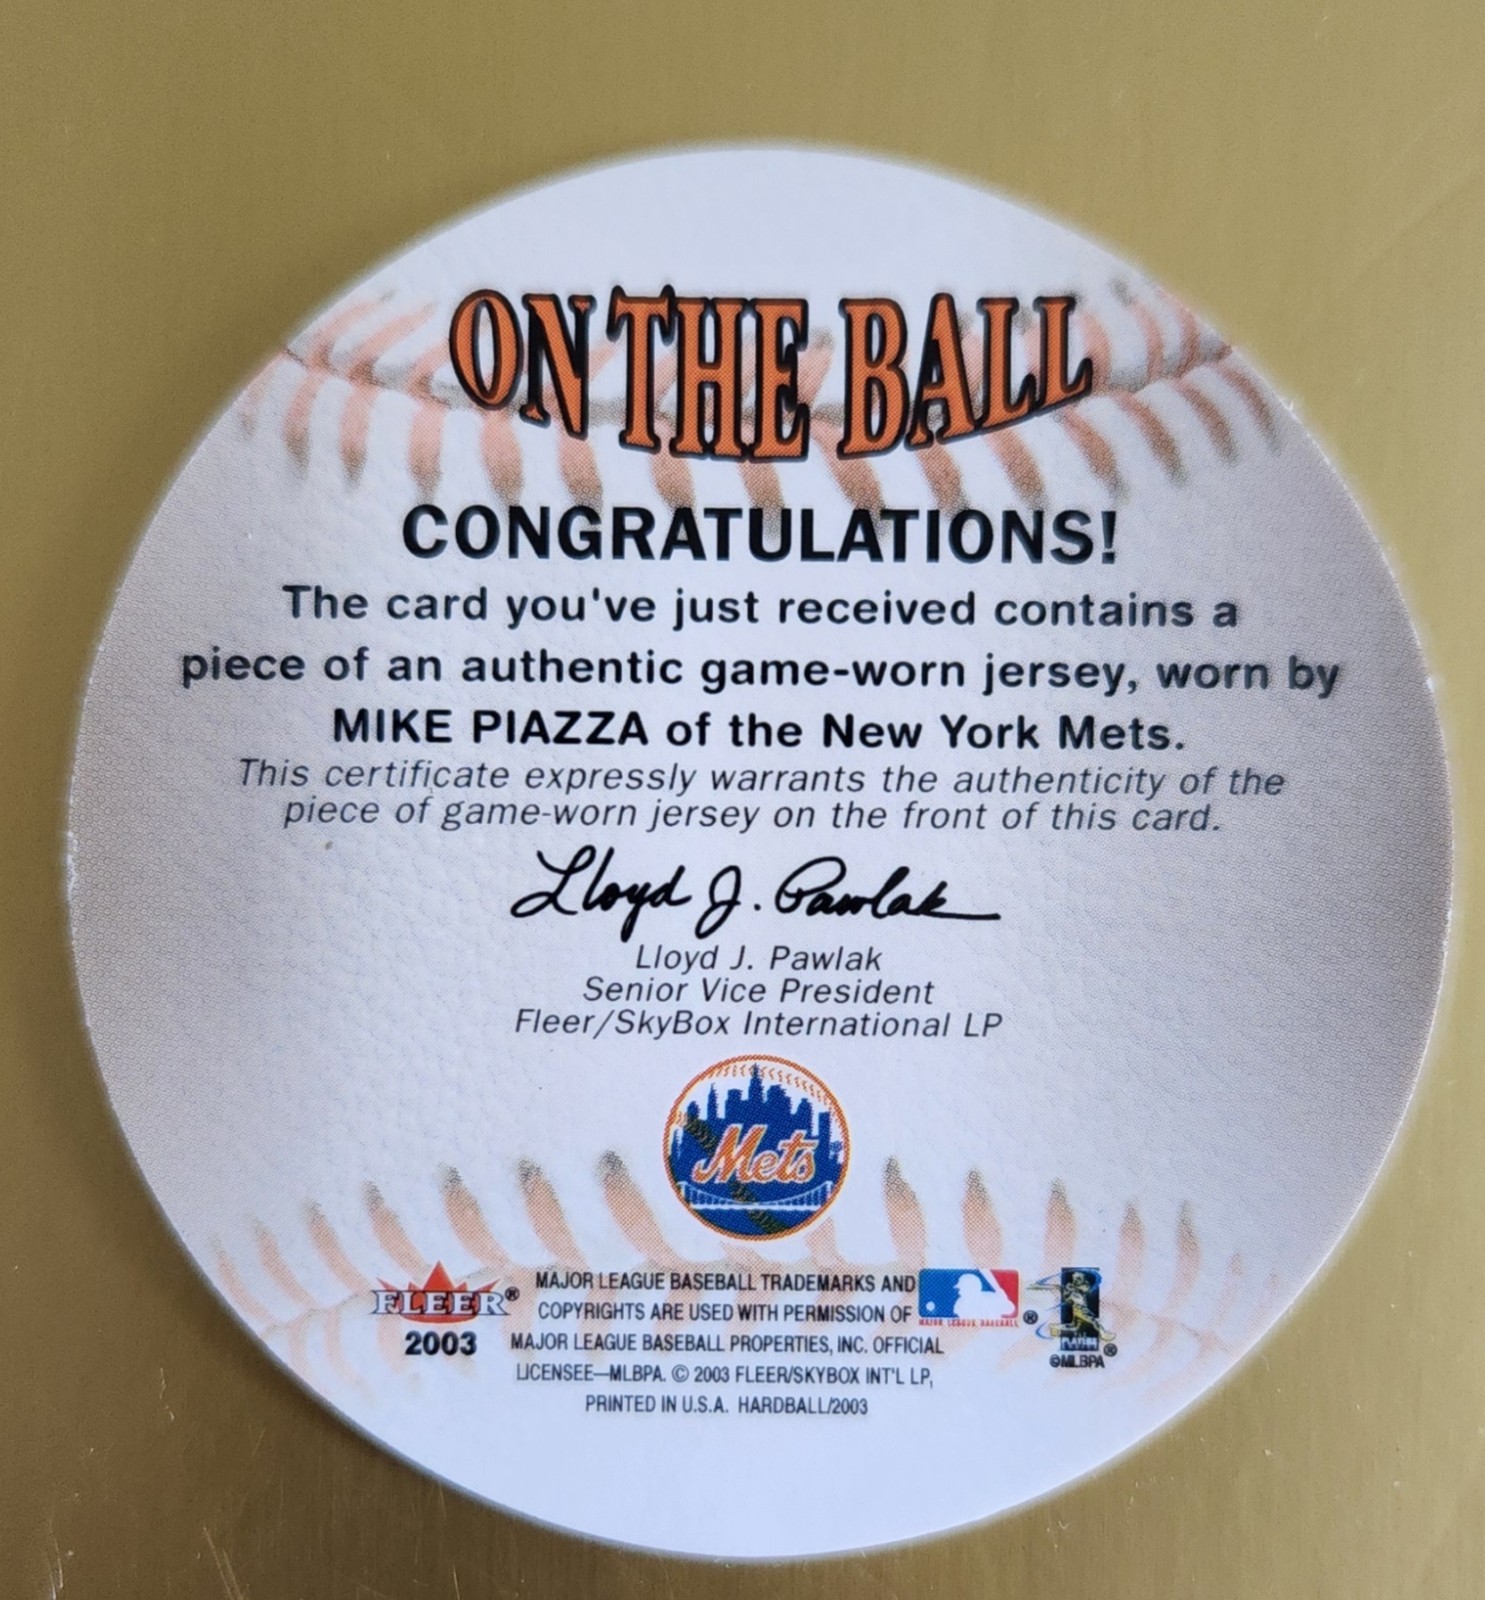 ON THE BALL
CONGRATULATIONS!
The card you've just received contains a
piece of an authentic game-worn jersey, worn by
MIKE PIAZZA of the New York Mets.
This certificate expressly warrants the authenticity of the
piece of game-worn jersey on the front of this card.
Lloyd J. Pawlak
Lloyd J. Pawlak
Senior Vice President
Fleer/SkyBox International LP
Mets
FLEER®
2003
MAJOR LEAGUE BASEBALL TRADEMARKS AND
COPYRIGHTS ARE USED WITH PERMISSION OF
MAJOR LEAGUE BASEBALL PROPERTIES, INC. OFFICIAL
LICENSEE—MLBPA. © 2003 FLEER/SKYBOX INT'L LP,
PRINTED IN U.S.A. HARDBALL/2003
MAJOR LEAGUE BASEBALL ®
PLAYERS ®
©MLBPA